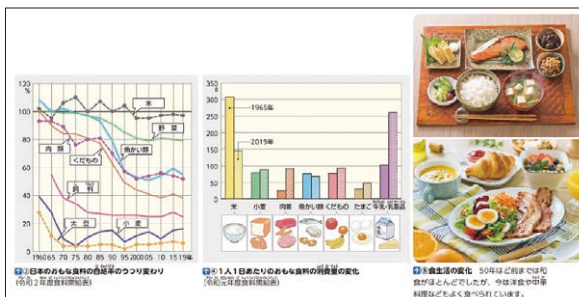 120
%
100
80
60
40
20
0
196065 70 75 80 85 90 95 2000 05 10 15 19年
米
野菜
肉類
くだもの
魚かい類
飼料
大豆
小麦
↑③日本のおもな食料の自給率のうつり変わり
(令和2年度食料需給表)
350
g
300
250
200
150
100
50
0
1965年
2019年
米
小麦
肉類
魚かい類
くだもの
たまご
牛乳・乳製品
↑④1人1日あたりのおもな食料の消費量の変化
(令和元年度食料需給表)
食生活の変化 50年ほど前までは和
食がほとんどでしたが、今は洋食や中華
料理などもよく食べられています。